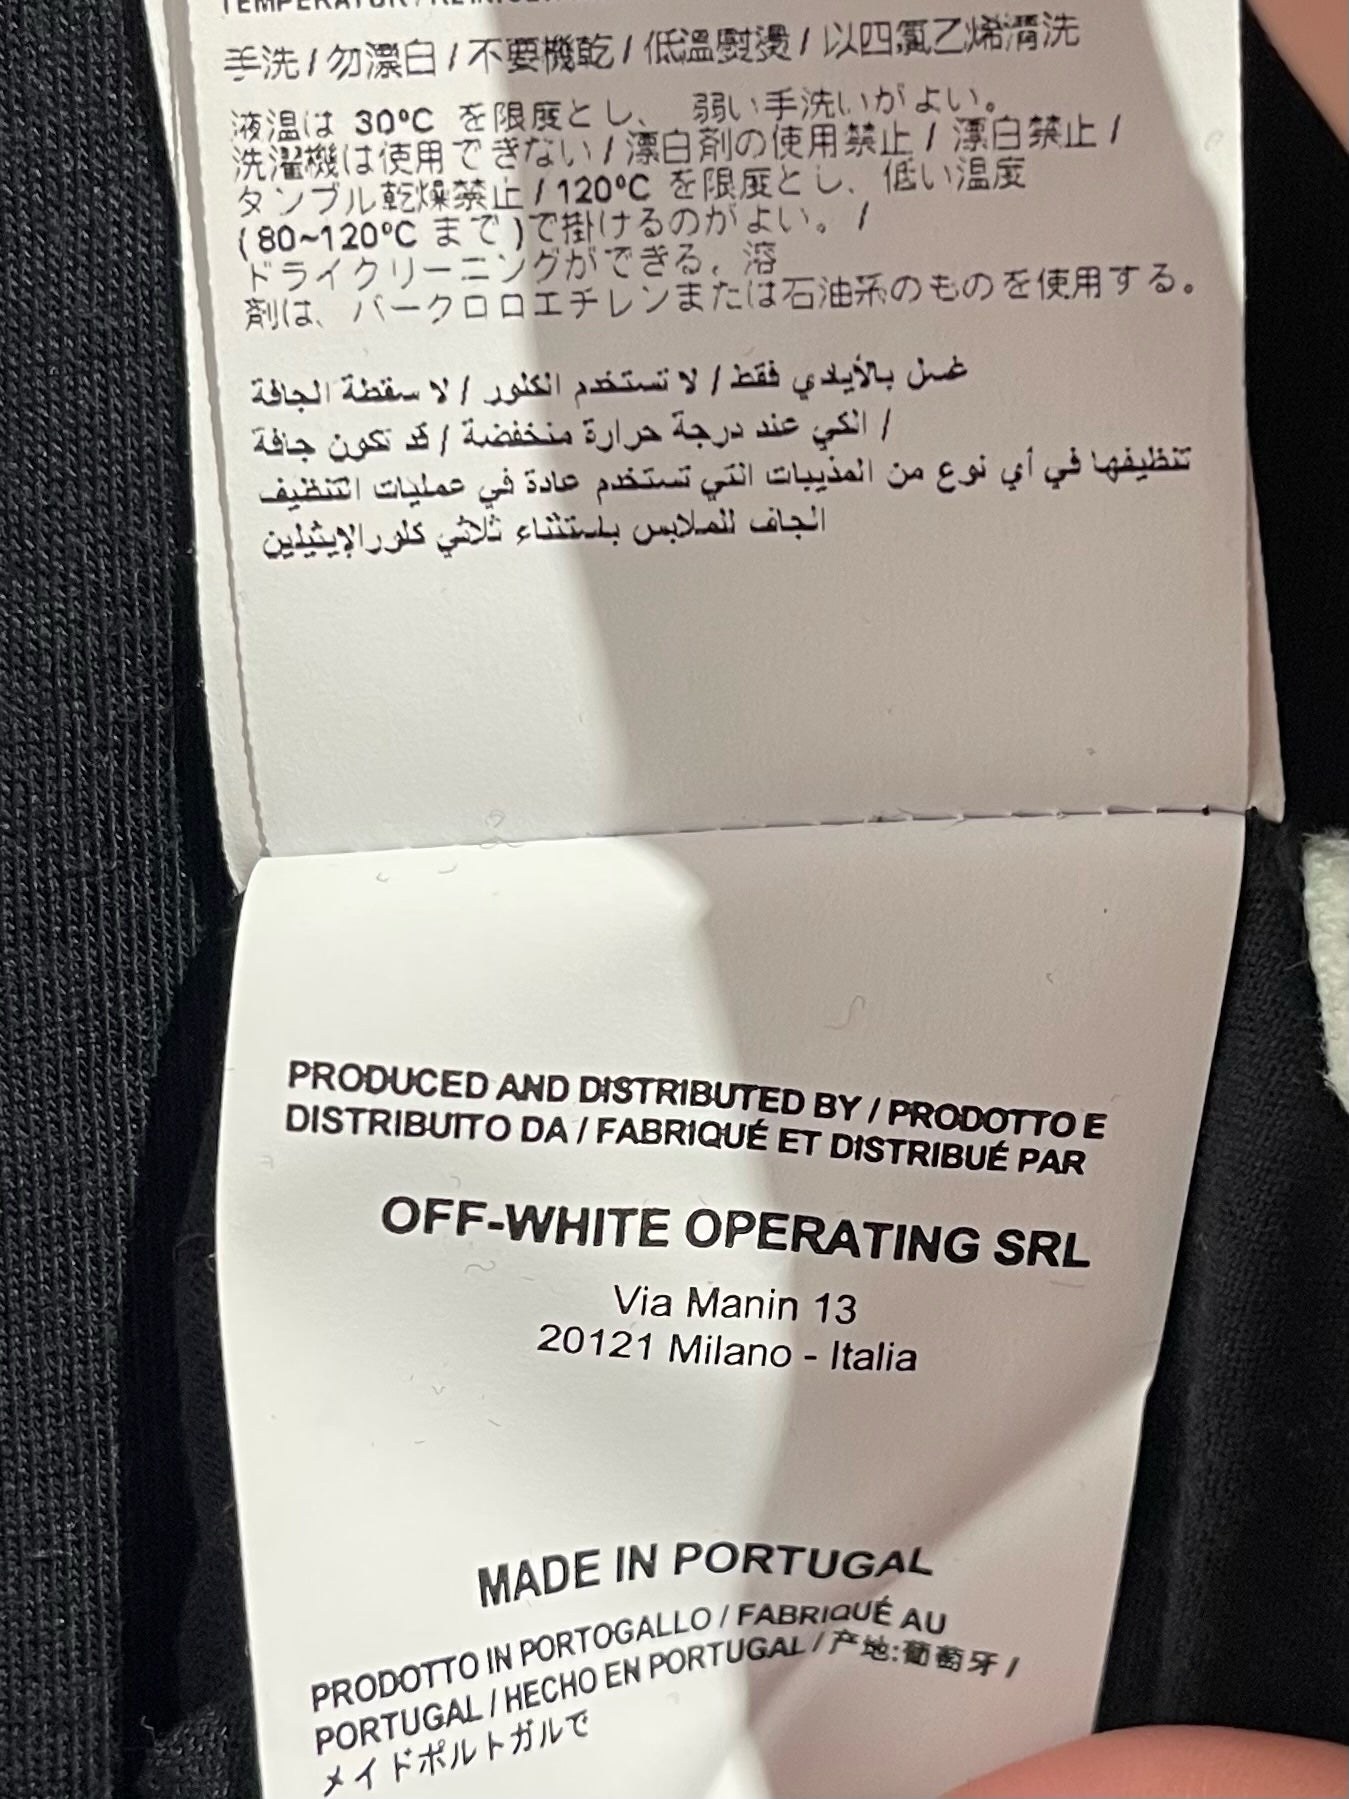 手洗 / 勿漂白 / 不要機乾 / 低溫熨燙 / 以四氯乙烯清洗
液温は 30°C を限度とし、 弱い手洗いがよい。
洗濯機は使用できない / 漂白剤の使用禁止 / 漂白禁止 /
タンブル乾燥禁止 / 120°C を限度とし、低い温度
( 80~120°C まで )で掛けるのがよい。 /
ドライクリーニングができる。溶
剤は、パークロロエチレンまたは石油系のものを使用する。
غسل بالأيادي فقط / لا تستخدم الكلور / لا سقطة الجافة
/ الكي عند درجة حرارة منخفضة / قد تكون جافة
تنظيفها في أي نوع من المذيبات التي تستخدم عادة في عمليات التنظيف
الجاف للملابس باستثناء ثلاثي كلورالإيثيلين
PRODUCED AND DISTRIBUTED BY / PRODOTTO E
DISTRIBUITO DA / FABRIQUÉ ET DISTRIBUÉ PAR
OFF-WHITE OPERATING SRL
Via Manin 13
20121 Milano - Italia
MADE IN PORTUGAL
PRODOTTO IN PORTOGALLO / FABRIQUÉ AU
PORTUGAL / HECHO EN PORTUGAL / 产地:葡萄牙 /
メイドポルトガルで